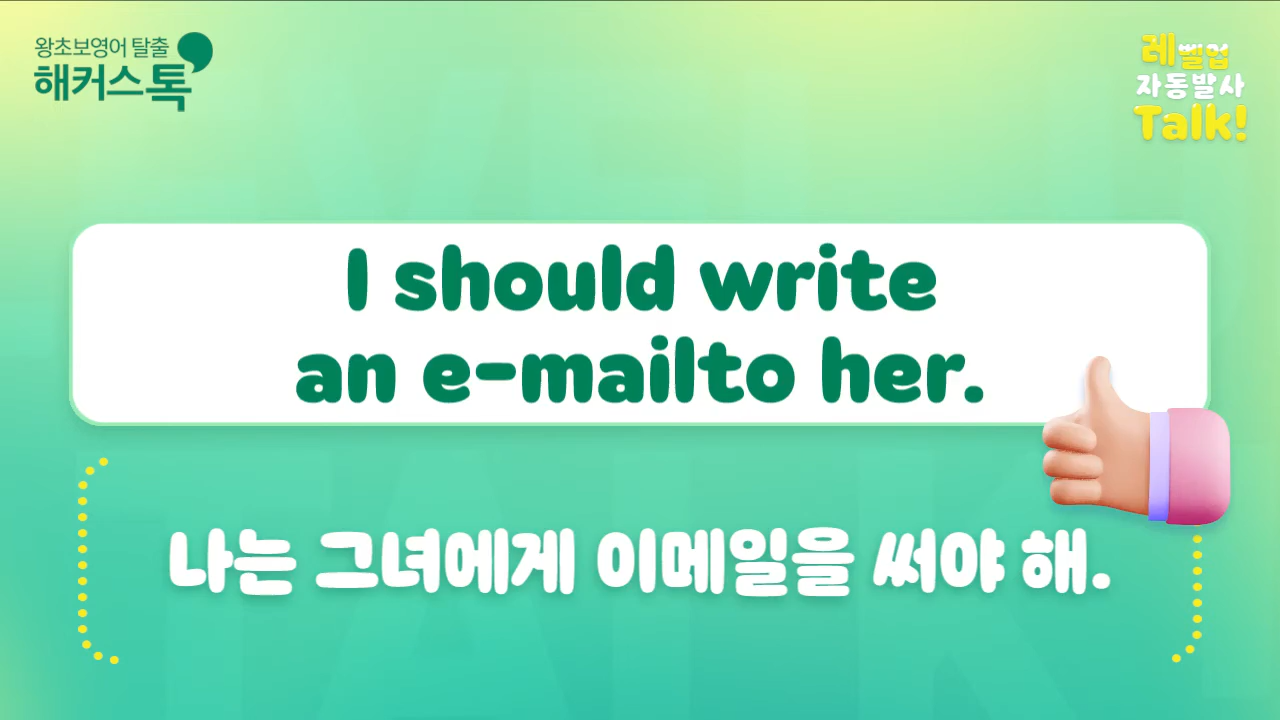 왕초보영어 탈출
해커스톡
레벨업
자동발사
Talk!
I should write
an e-mailto her.
나는 그녀에게 이메일을 써야 해.